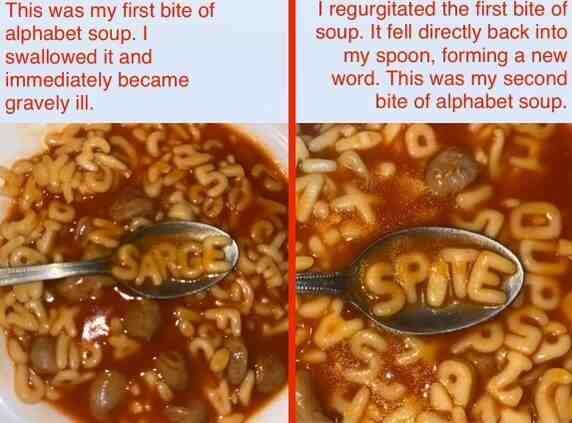 This was my first bite of
alphabet soup. I
swallowed it and
immediately became
gravely ill.
I regurgitated the first bite of
soup. It fell directly back into
my spoon, forming a new
word. This was my second
bite of alphabet soup.
SARCE
SPITE